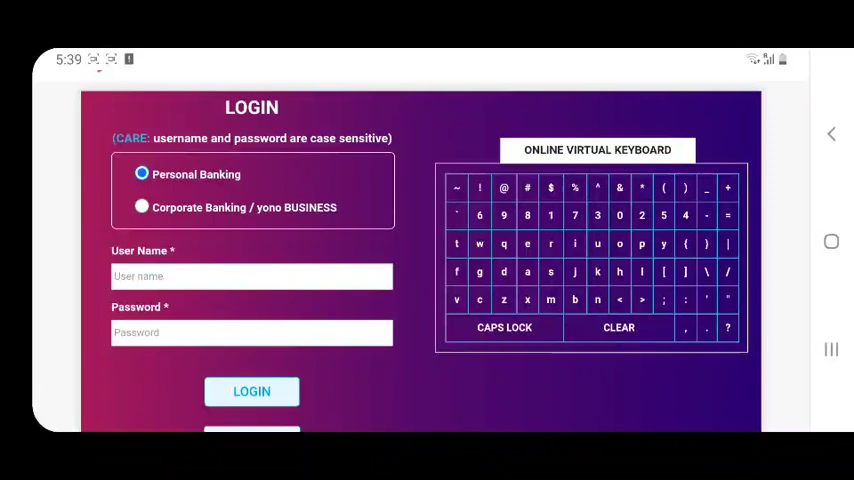 5:39
LOGIN
(CARE: username and password are case sensitive)
Personal Banking
Corporate Banking / yono BUSINESS
User Name *
User name
Password *
Password
LOGIN
ONLINE VIRTUAL KEYBOARD
~ ! @ # $ % ^ & * ( ) _ +
` 6 9 8 1 7 3 0 2 5 4 - =
t w q e r i u o p y { } |
f g d a s j k h l [ ] \ /
v c z x m b n < > ; : ' "
CAPS LOCK CLEAR , . ?